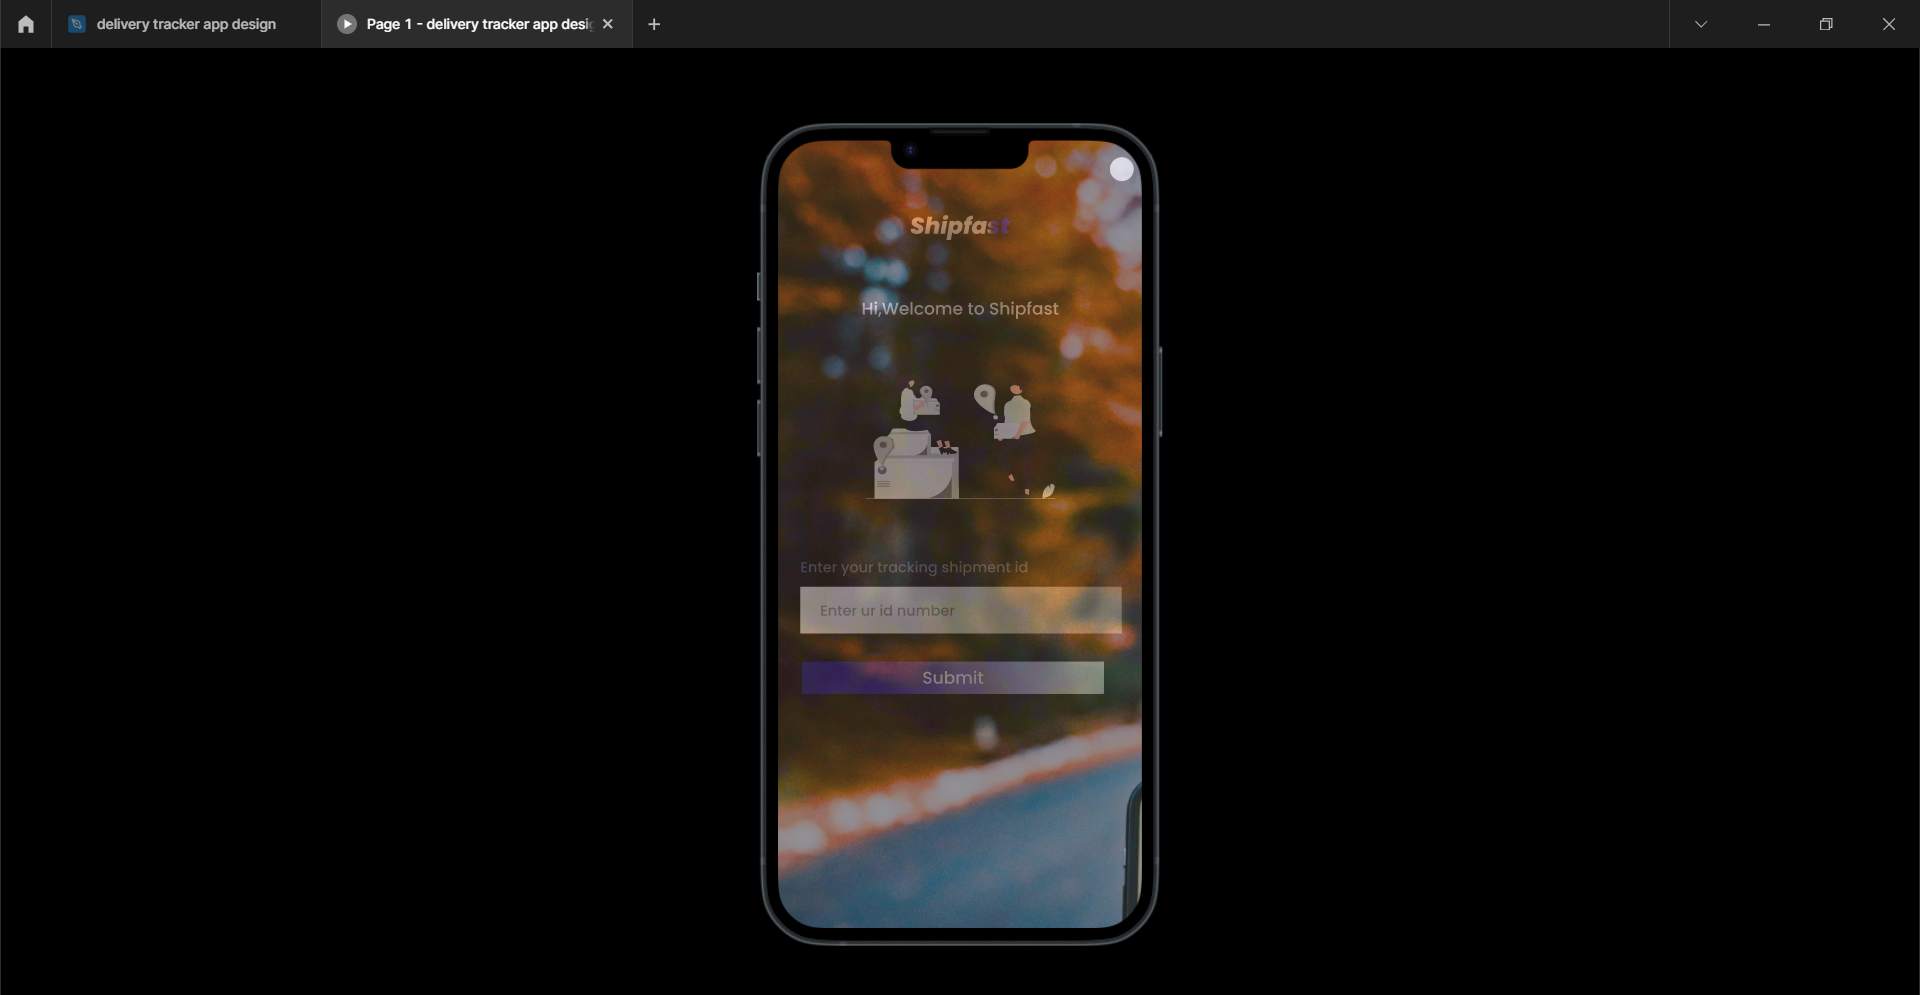 delivery tracker app design
Page 1 - delivery tracker app desi
Shipfast
Hi,Welcome to Shipfast
Enter your tracking shipment id
Enter ur id number
Submit